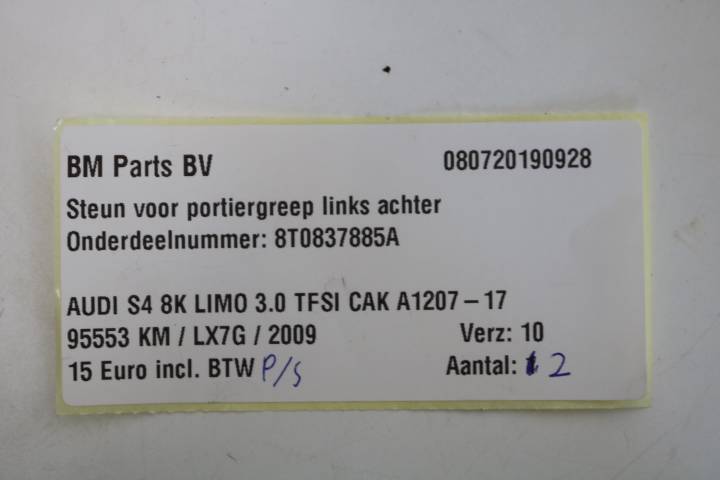 BM Parts BV 080720190928
Steun voor portiergreep links achter
Onderdeelnummer: 8T0837885A
AUDI S4 8K LIMO 3.0 TFSI CAK A1207 – 17
95553 KM / LX7G / 2009 Verz: 10
15 Euro incl. BTW P/S Aantal: 1 2